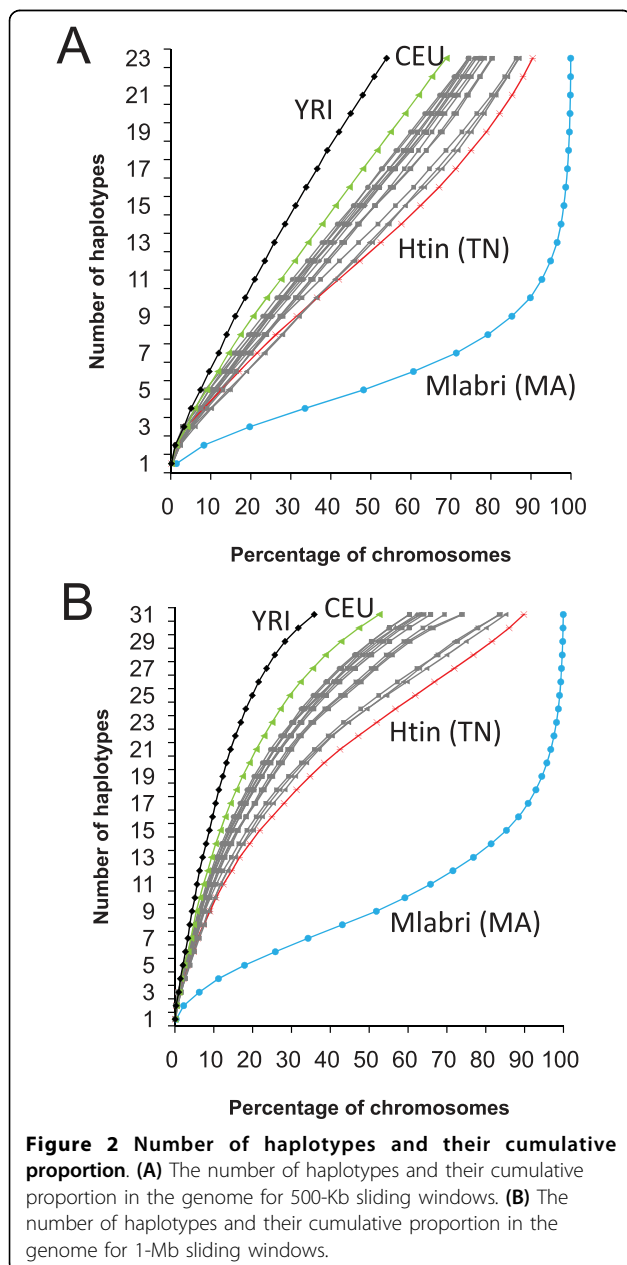 A
23
21
19
17
15
13
11
9
7
5
3
1
Number of haplotypes
YRI
CEU
Htin (TN)
Mlabri (MA)
0 10 20 30 40 50 60 70 80 90 100
Percentage of chromosomes
B
31
29
27
25
23
21
19
17
15
13
11
9
7
5
3
1
Number of haplotypes
YRI
CEU
Htin (TN)
Mlabri (MA)
0 10 20 30 40 50 60 70 80 90 100
Percentage of chromosomes
Figure 2 Number of haplotypes and their cumulative
proportion. (A) The number of haplotypes and their cumulative
proportion in the genome for 500-Kb sliding windows. (B) The
number of haplotypes and their cumulative proportion in the
genome for 1-Mb sliding windows.